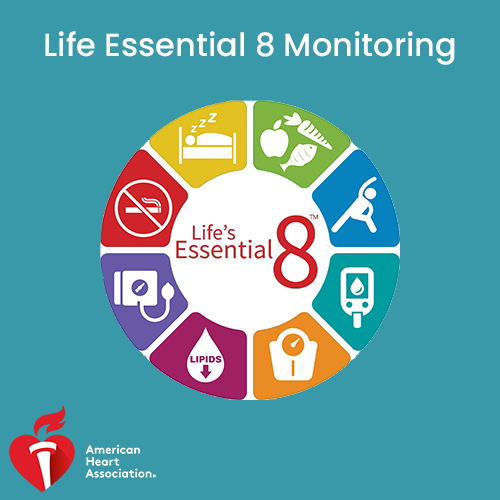 Life Essential 8 Monitoring
z z z
Life's
Essential 8™
LIPIDS
American
Heart
Association®